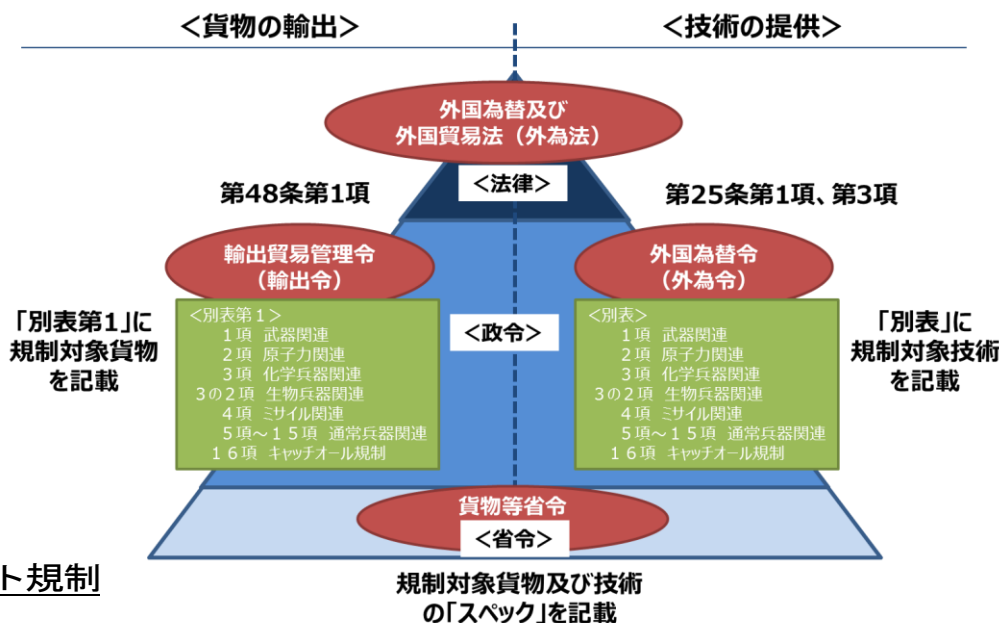 ＜貨物の輸出＞
＜技術の提供＞
外国為替及び
外国貿易法（外為法）
＜法律＞
第48条第1項
第25条第1項、第3項
輸出貿易管理令
（輸出令）
外国為替令
（外為令）
「別表第1」に
規制対象貨物
を記載
＜別表第１＞
１項 武器関連
２項 原子力関連
３項 化学兵器関連
３の２項 生物兵器関連
４項 ミサイル関連
５項～１５項 通常兵器関連
１６項 キャッチオール規制
＜政令＞
＜別表＞
１項 武器関連
２項 原子力関連
３項 化学兵器関連
３の２項 生物兵器関連
４項 ミサイル関連
５項～１５項 通常兵器関連
１６項 キャッチオール規制
「別表」に
規制対象技術
を記載
貨物等省令
＜省令＞
ト規制
規制対象貨物及び技術
の「スペック」を記載